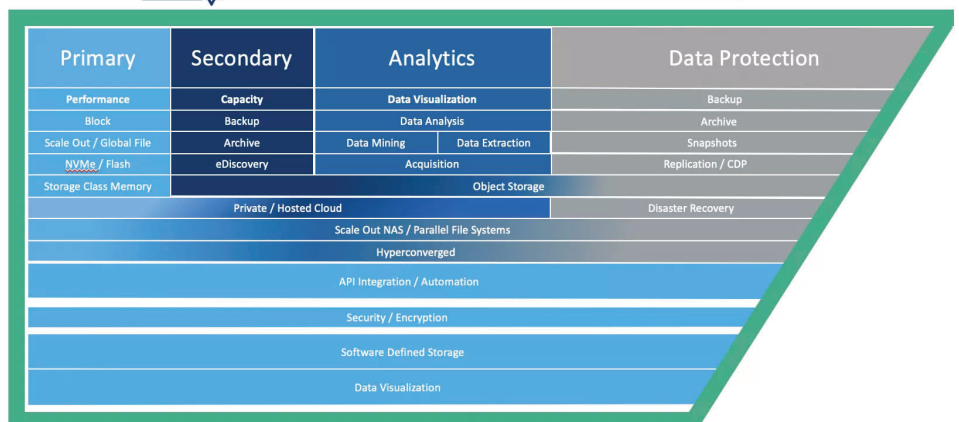 Primary Secondary Analytics Data Protection
Performance Capacity Data Visualization Backup
Block Backup Data Analysis Archive
Scale Out / Global File Archive Data Mining Data Extraction Snapshots
NVMe / Flash eDiscovery Acquisition Replication / CDP
Storage Class Memory Object Storage
Private / Hosted Cloud Disaster Recovery
Scale Out NAS / Parallel File Systems
Hyperconverged
API Integration / Automation
Security / Encryption
Software Defined Storage
Data Visualization